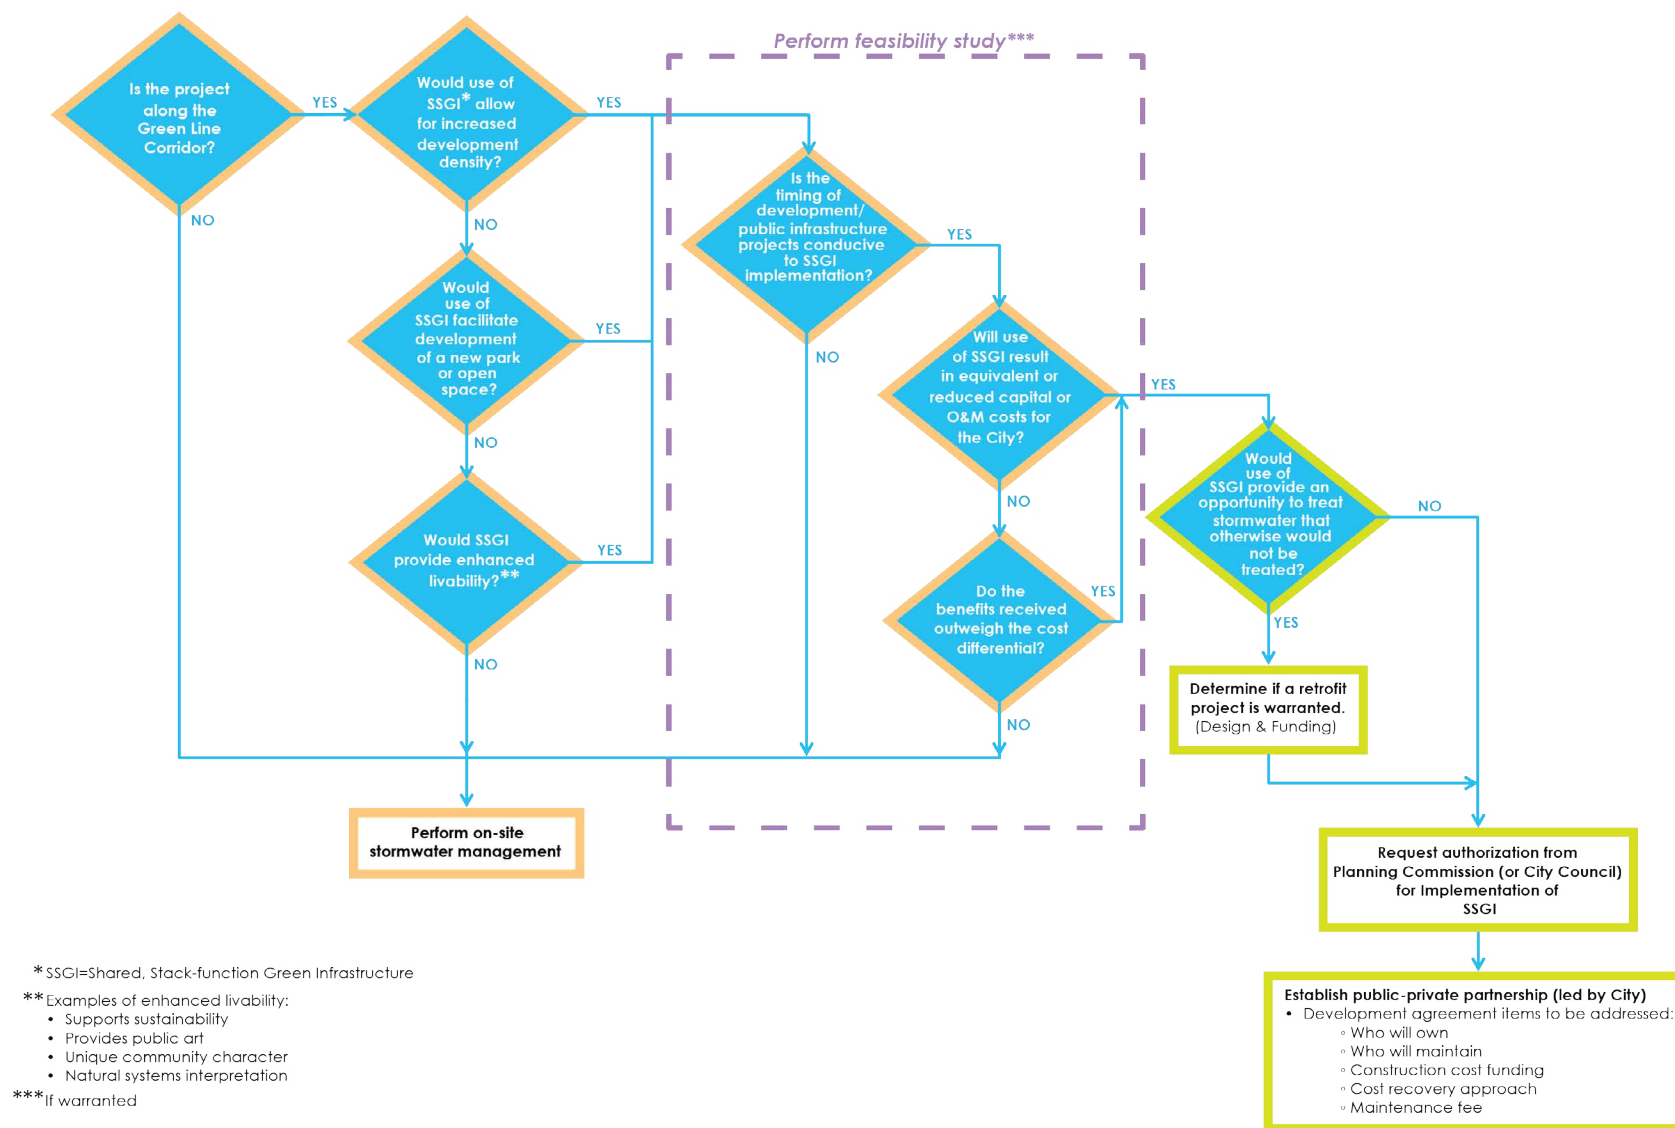 Perform feasibility study***
Is the project
along the
Green Line
Corridor?
YES
NO
Would use of
SSGI* allow
for increased
development
density?
YES
NO
Would
use of
SSGI facilitate
development
of a new park
or open
space?
YES
NO
Would SSGI
provide enhanced
livability?**
YES
NO
Is the
timing of
development/
public infrastructure
projects conducive
to SSGI
implementation?
YES
NO
Will use
of SSGI result
in equivalent or
reduced capital or
O&M costs for
the City?
YES
NO
Do the
benefits received
outweigh the cost
differential?
YES
NO
Would
use of
SSGI provide an
opportunity to treat
stormwater that
otherwise would
not be
treated?
NO
YES
Determine if a retrofit
project is warranted.
(Design & Funding)
Perform on-site
stormwater management
Request authorization from
Planning Commission (or City Council)
for Implementation of
SSGI
Establish public-private partnership (led by City)
• Development agreement items to be addressed:
◦ Who will own
◦ Who will maintain
◦ Construction cost funding
◦ Cost recovery approach
◦ Maintenance fee
*SSGI=Shared, Stack-function Green Infrastructure
**Examples of enhanced livability:
• Supports sustainability
• Provides public art
• Unique community character
• Natural systems interpretation
***If warranted